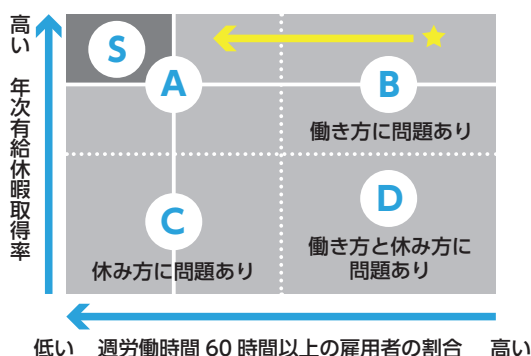 高い 年次有給休暇取得率
S
A
B
働き方に問題あり
C
休み方に問題あり
D
働き方と休み方に
問題あり
低い 週労働時間 60 時間以上の雇用者の割合 高い